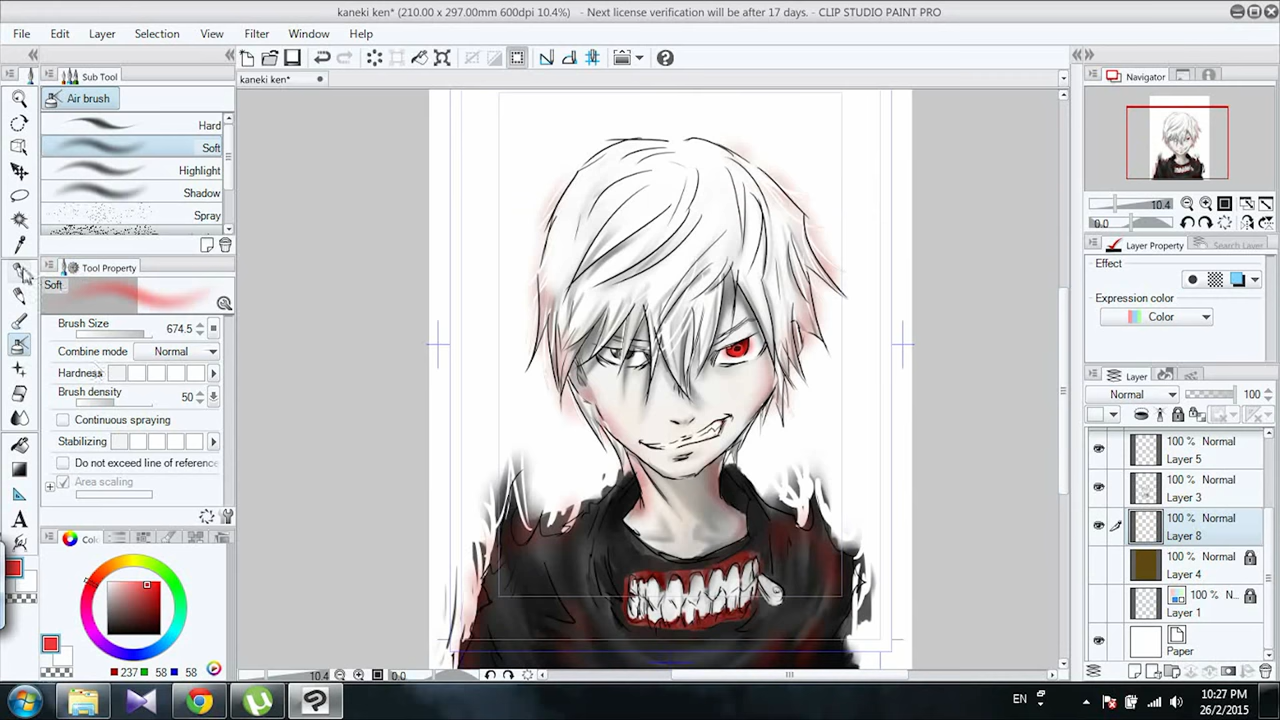 kaneki ken* (210.00 x 297.00mm 600dpi 10.4%) - Next license verification will be after 17 days. - CLIP STUDIO PAINT PRO
File Edit Layer Selection View Filter Window Help
kaneki ken*
Sub Tool
Air brush
Hard
Soft
Highlight
Shadow
Spray
Tool Property
Soft
Brush Size 674.5
Combine mode Normal
Hardness
Brush density 50
Continuous spraying
Stabilizing
Do not exceed line of reference
Area scaling
A
Colo
237 58 58
10.4 0.0
Navigator
10.4
0.0
Layer Property Search Layer
Effect
Expression color
Color
Layer
Normal 100
100 % Normal
Layer 5
100 % Normal
Layer 3
100 % Normal
Layer 8
100 % Normal
Layer 4
100 % N...
Layer 1
Paper
EN
10:27 PM
26/2/2015